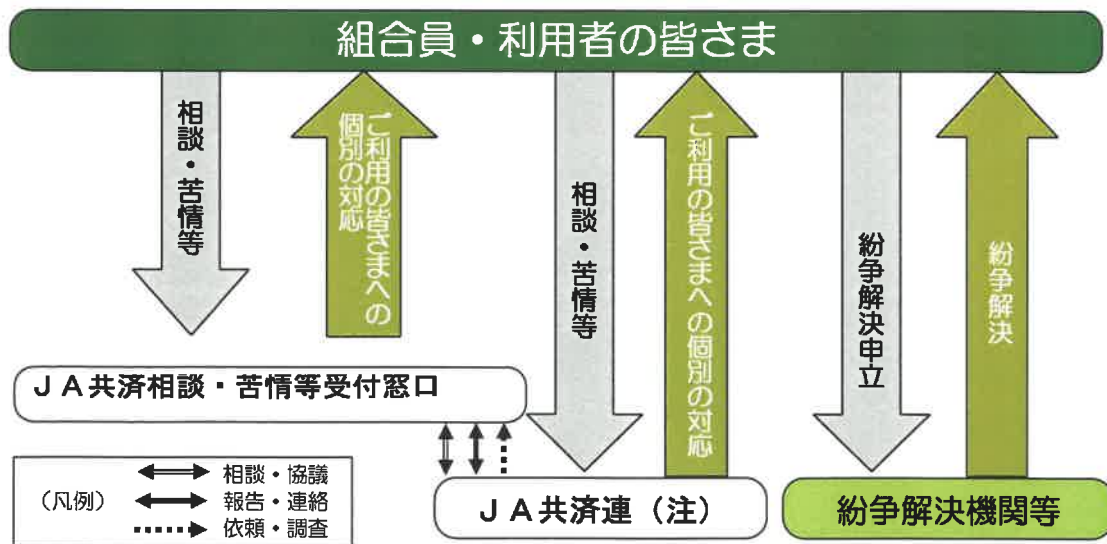 組合員・利用者の皆さま
相談・苦情等
ご利用の皆さまへの
個別の対応
相談・苦情等
ご利用の皆さまへの個別の対応
紛争解決申立
紛争解決
ＪＡ共済相談・苦情等受付窓口
（凡例）
相談・協議
報告・連絡
依頼・調査
ＪＡ共済連（注）
紛争解決機関等